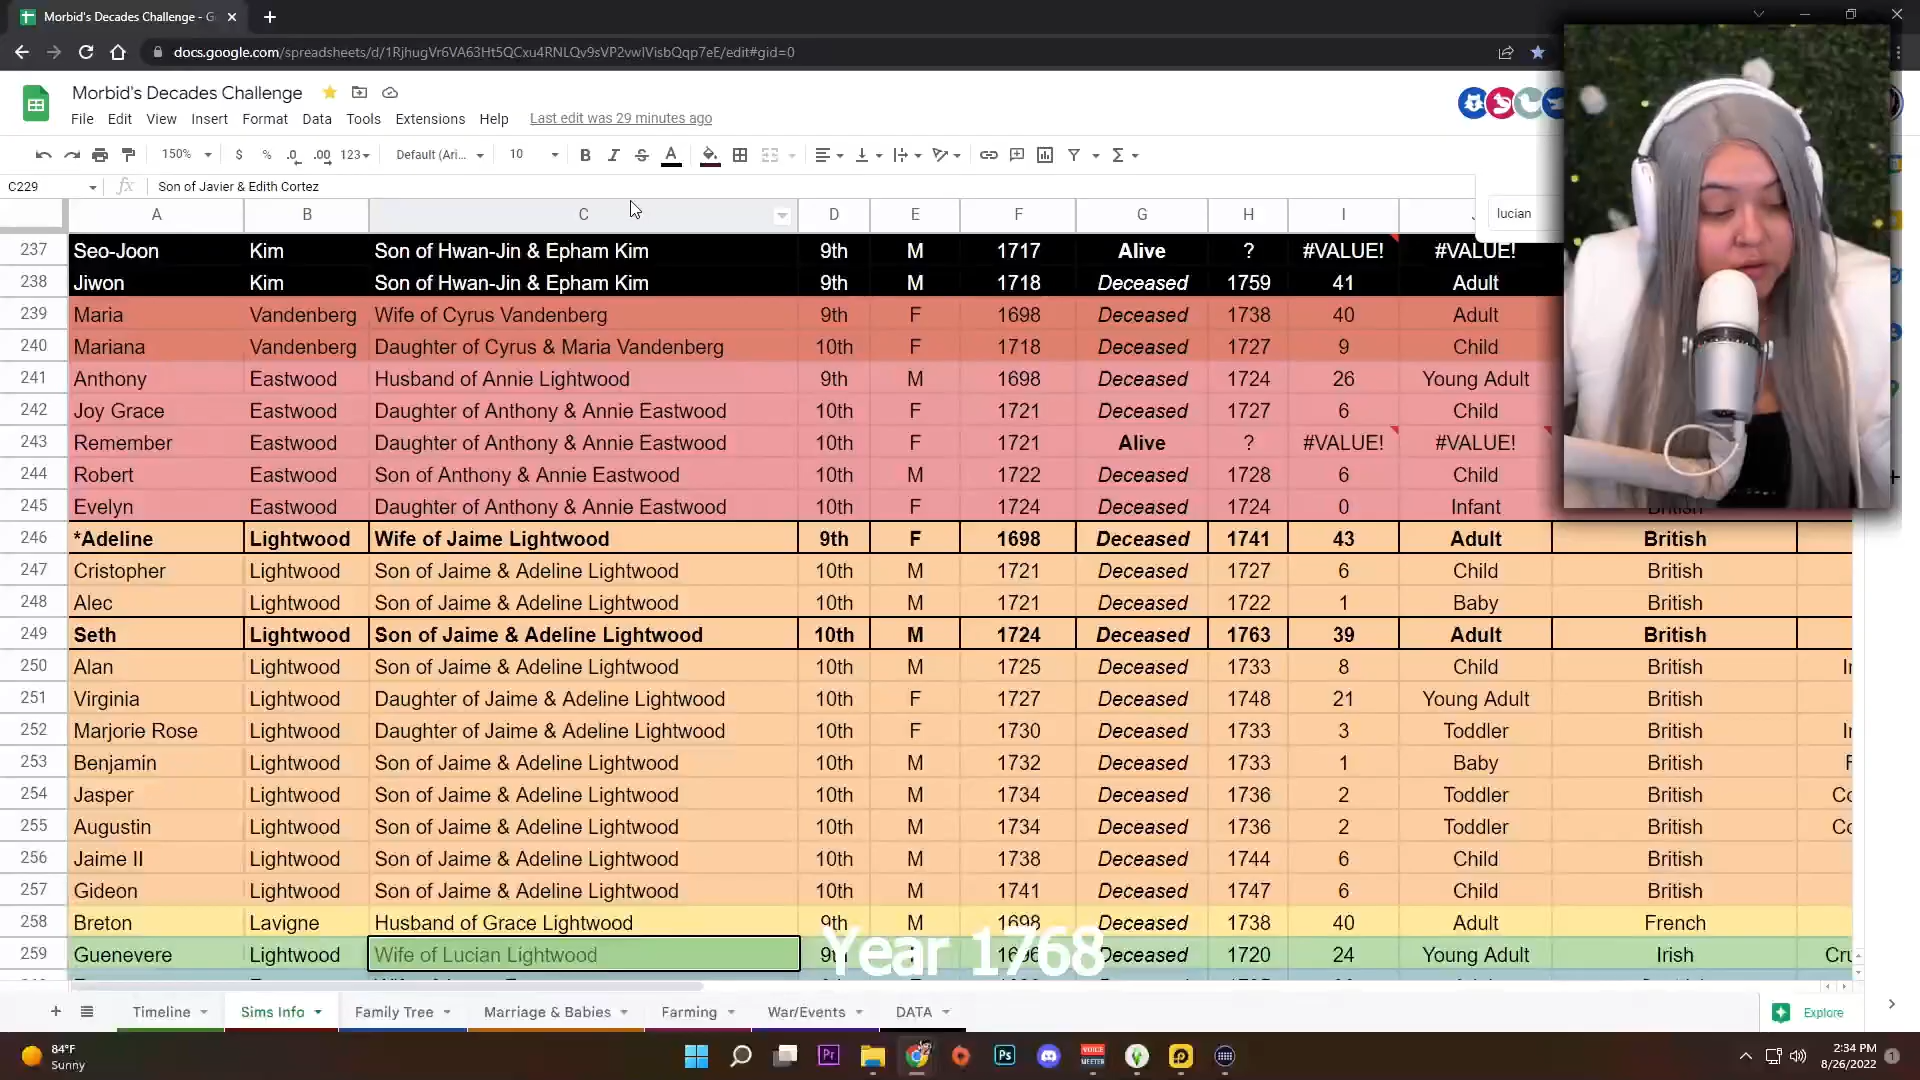 Morbid's Decades Challenge - G
docs.google.com/spreadsheets/d/1RjhugVr6VA63Ht5QCxu4RNLQv9sVP2vwIVisbQqp7eE/edit#gid=0
Morbid's Decades Challenge
File Edit View Insert Format Data Tools Extensions Help Last edit was 29 minutes ago
150% $ % .0 .00 123 Default (Ari... 10 B I S A
C229 fx Son of Javier & Edith Cortez
lucian
A B C D E F G H I
237 Seo-Joon Kim Son of Hwan-Jin & Epham Kim 9th M 1717 Alive ? #VALUE! #VALUE!
238 Jiwon Kim Son of Hwan-Jin & Epham Kim 9th M 1718 Deceased 1759 41 Adult
239 Maria Vandenberg Wife of Cyrus Vandenberg 9th F 1698 Deceased 1738 40 Adult
240 Mariana Vandenberg Daughter of Cyrus & Maria Vandenberg 10th F 1718 Deceased 1727 9 Child
241 Anthony Eastwood Husband of Annie Lightwood 9th M 1698 Deceased 1724 26 Young Adult
242 Joy Grace Eastwood Daughter of Anthony & Annie Eastwood 10th F 1721 Deceased 1727 6 Child
243 Remember Eastwood Daughter of Anthony & Annie Eastwood 10th F 1721 Alive ? #VALUE! #VALUE!
244 Robert Eastwood Son of Anthony & Annie Eastwood 10th M 1722 Deceased 1728 6 Child
245 Evelyn Eastwood Daughter of Anthony & Annie Eastwood 10th F 1724 Deceased 1724 0 Infant British
246 *Adeline Lightwood Wife of Jaime Lightwood 9th F 1698 Deceased 1741 43 Adult British
247 Cristopher Lightwood Son of Jaime & Adeline Lightwood 10th M 1721 Deceased 1727 6 Child British
248 Alec Lightwood Son of Jaime & Adeline Lightwood 10th M 1721 Deceased 1722 1 Baby British
249 Seth Lightwood Son of Jaime & Adeline Lightwood 10th M 1724 Deceased 1763 39 Adult British
250 Alan Lightwood Son of Jaime & Adeline Lightwood 10th M 1725 Deceased 1733 8 Child British
251 Virginia Lightwood Daughter of Jaime & Adeline Lightwood 10th F 1727 Deceased 1748 21 Young Adult British
252 Marjorie Rose Lightwood Daughter of Jaime & Adeline Lightwood 10th F 1730 Deceased 1733 3 Toddler British
253 Benjamin Lightwood Son of Jaime & Adeline Lightwood 10th M 1732 Deceased 1733 1 Baby British
254 Jasper Lightwood Son of Jaime & Adeline Lightwood 10th M 1734 Deceased 1736 2 Toddler British
255 Augustin Lightwood Son of Jaime & Adeline Lightwood 10th M 1734 Deceased 1736 2 Toddler British
256 Jaime II Lightwood Son of Jaime & Adeline Lightwood 10th M 1738 Deceased 1744 6 Child British
257 Gideon Lightwood Son of Jaime & Adeline Lightwood 10th M 1741 Deceased 1747 6 Child British
258 Breton Lavigne Husband of Grace Lightwood 9th M 1698 Deceased 1738 40 Adult French
259 Guenevere Lightwood Wife of Lucian Lightwood 9th F 1696 Deceased 1720 24 Young Adult Irish
Year 1768
Timeline Sims Info Family Tree Marriage & Babies Farming War/Events DATA Explore
84°F
Sunny
2:34 PM
8/26/2022